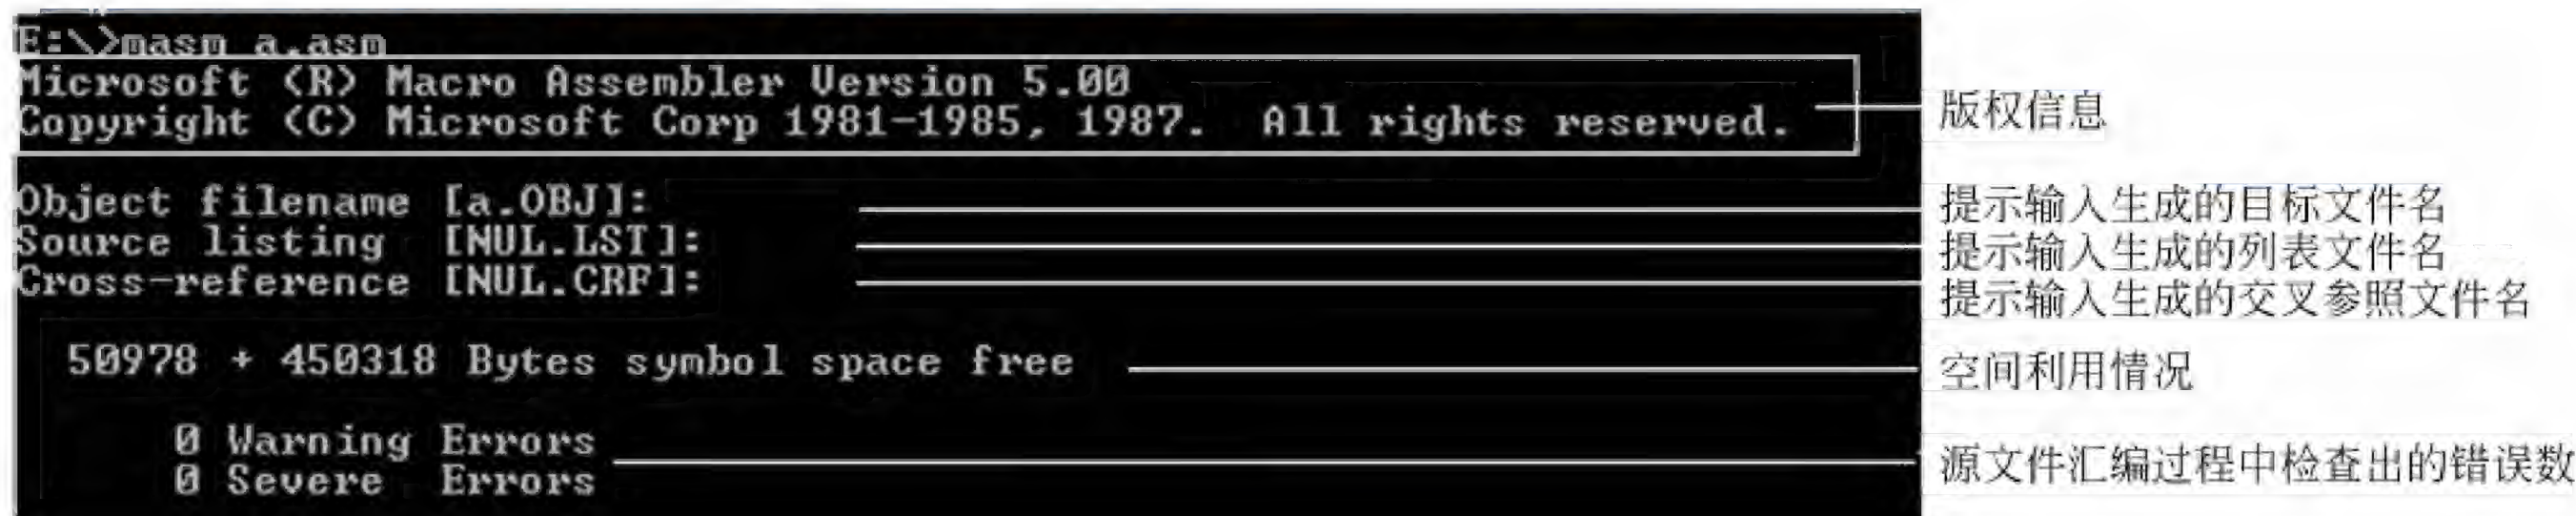 E:\>masm a.asm
Microsoft (R) Macro Assembler Version 5.00
Copyright (C) Microsoft Corp 1981-1985, 1987.  All rights reserved.
版权信息
Object filename [a.OBJ]:
提示输入生成的目标文件名
Source listing  [NUL.LST]:
提示输入生成的列表文件名
Cross-reference [NUL.CRF]:
提示输入生成的交叉参照文件名
50978 + 450318 Bytes symbol space free
空间利用情况
0 Warning Errors
0 Severe  Errors
源文件汇编过程中检查出的错误数